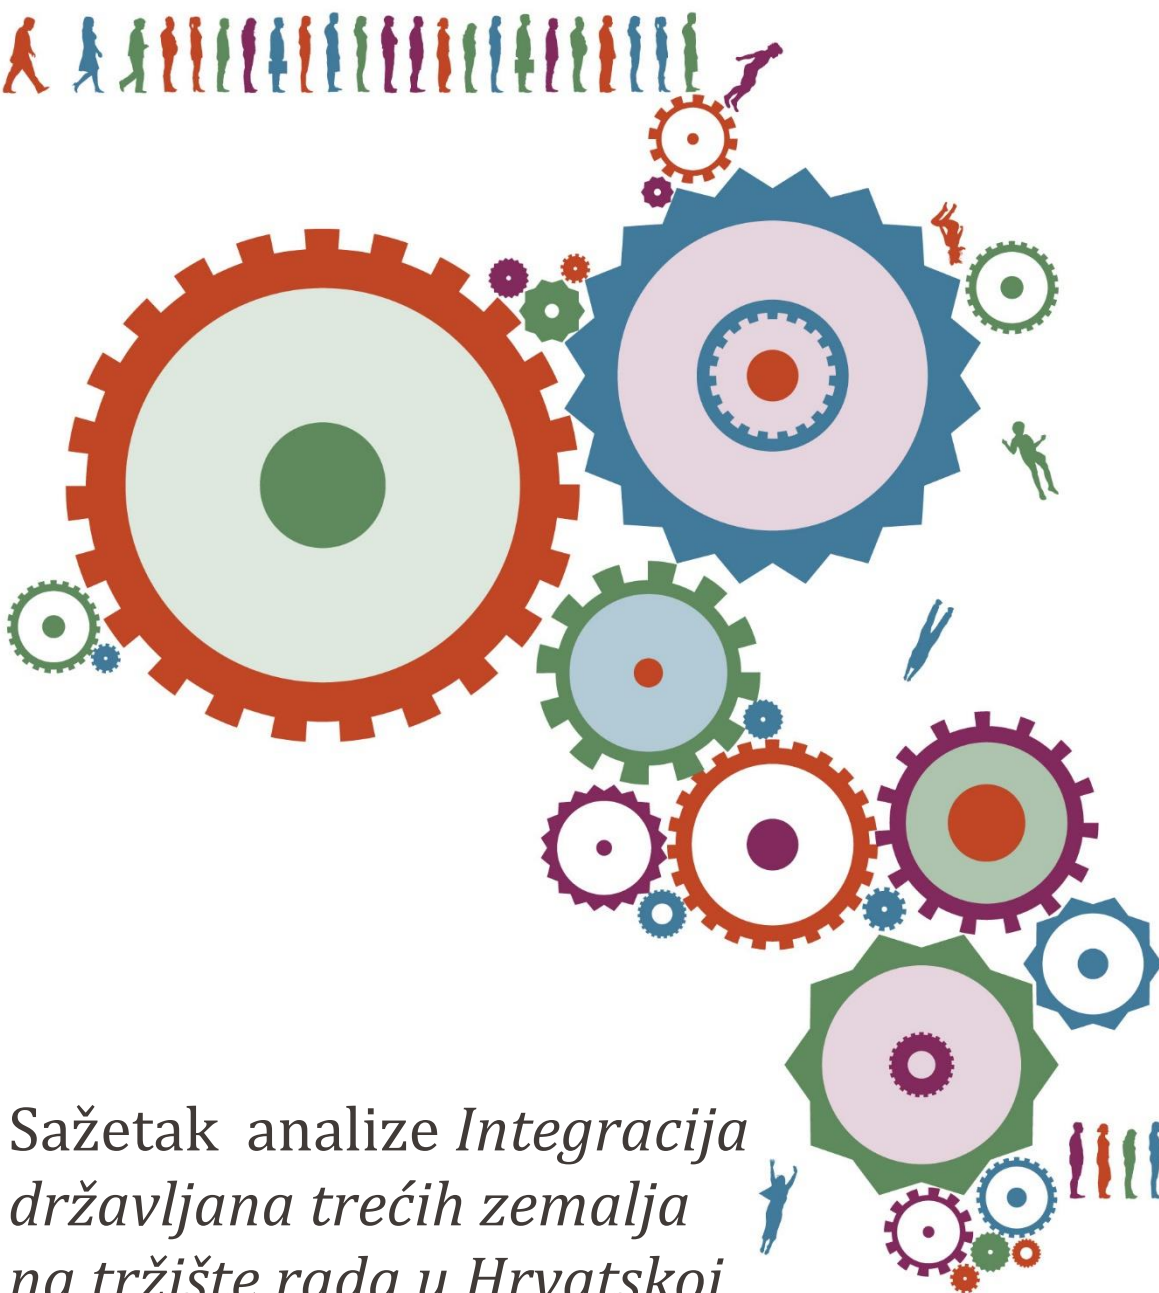 Sažetak analize Integracija
državljana trećih zemalja
na tržište rada u Hrvatskoj